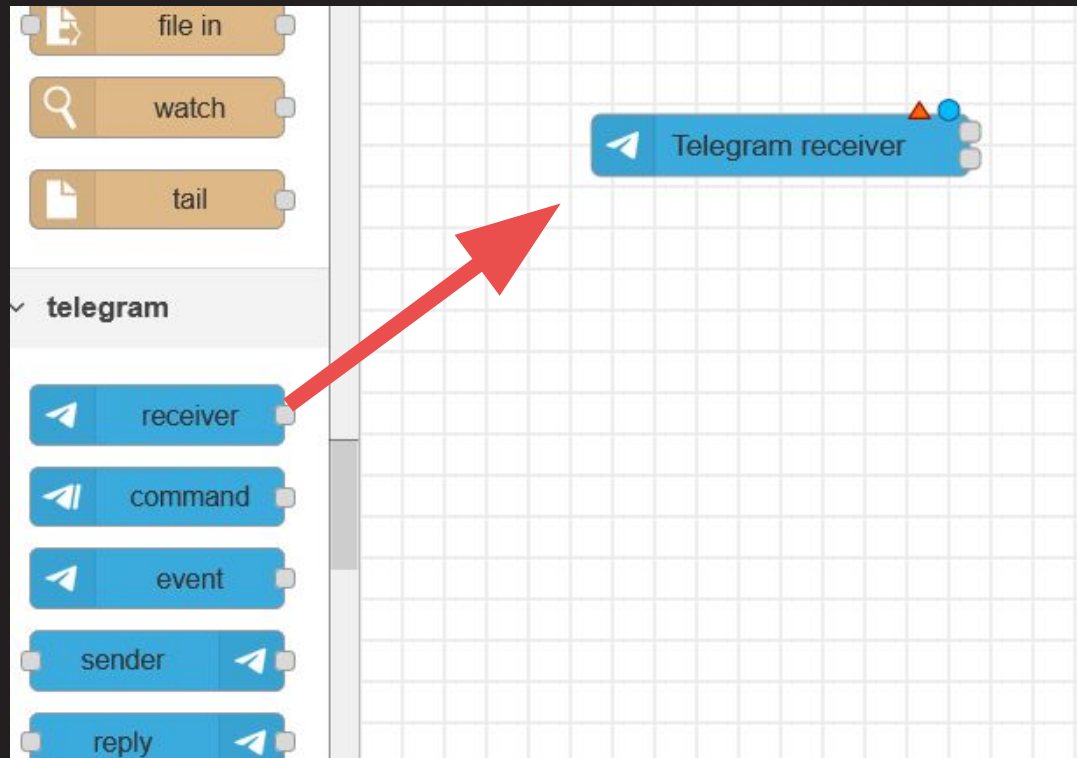 file in
watch
tail
telegram
receiver
command
event
sender
reply
Telegram receiver